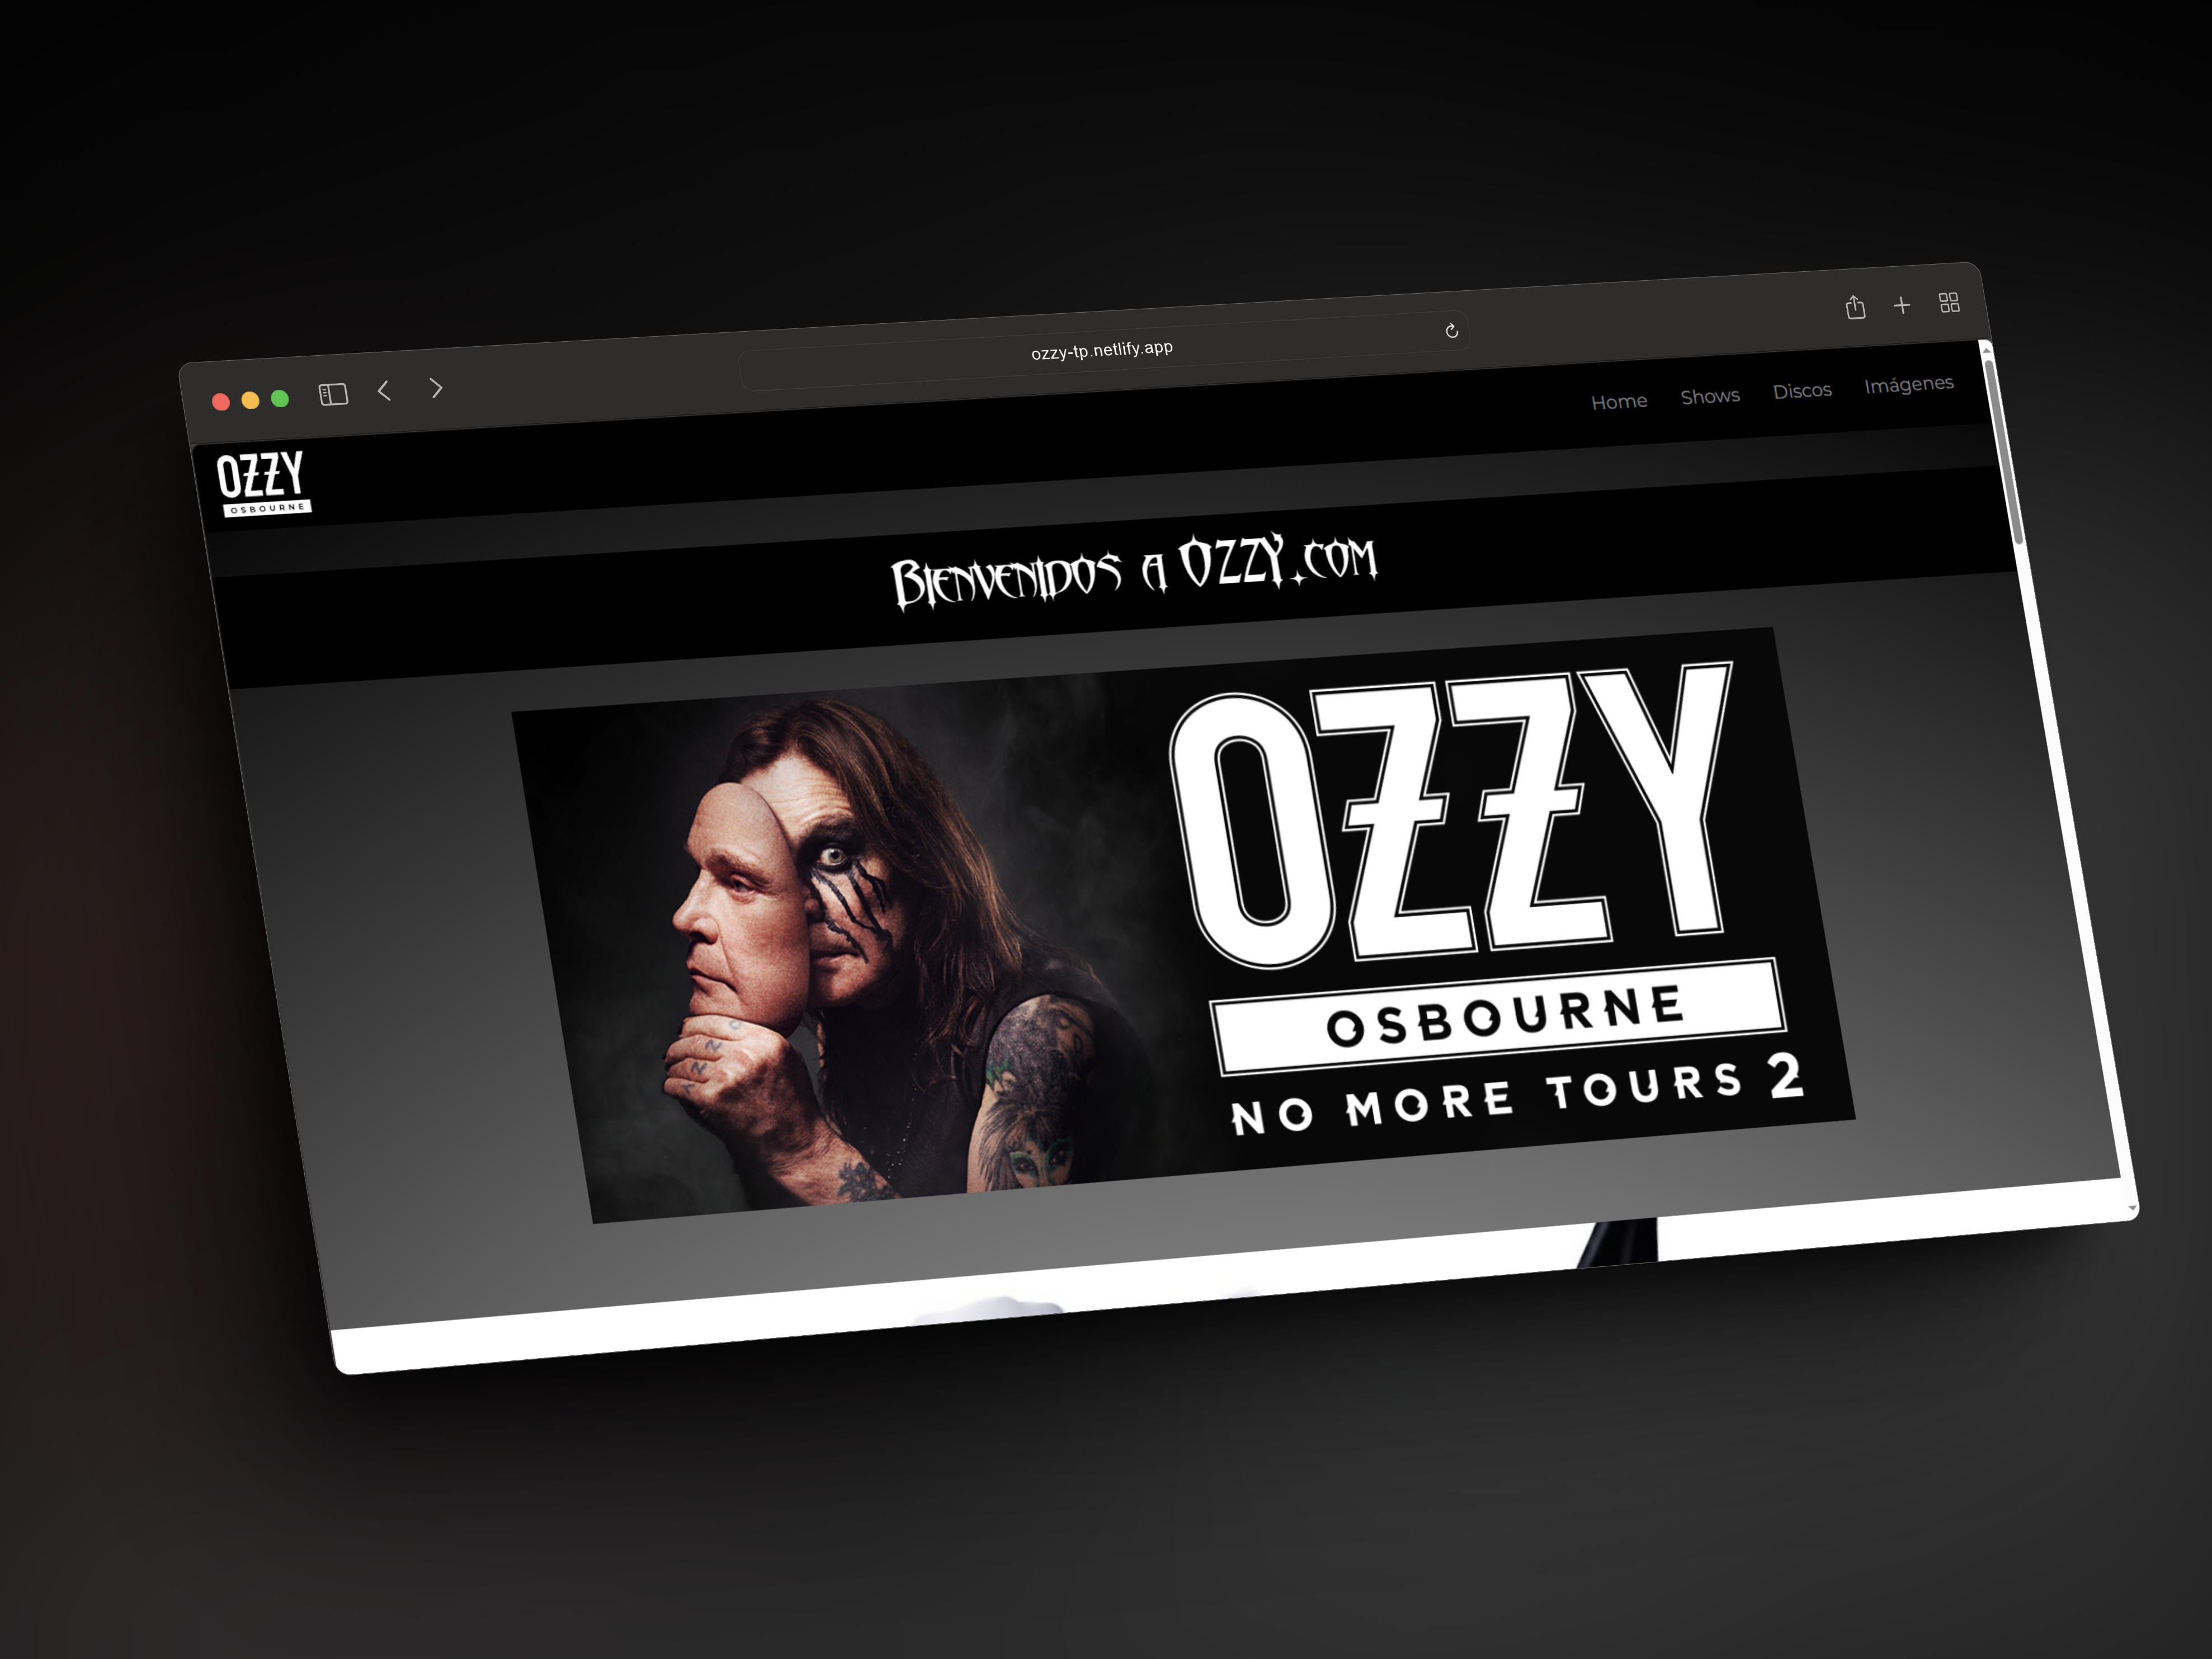 ozzy-tp.netlify.app
Home Shows Discos Imágenes
OZZY
OSBOURNE
Bienvenidos a OZZY.com
OZZY
OSBOURNE
NO MORE TOURS 2
OZZY